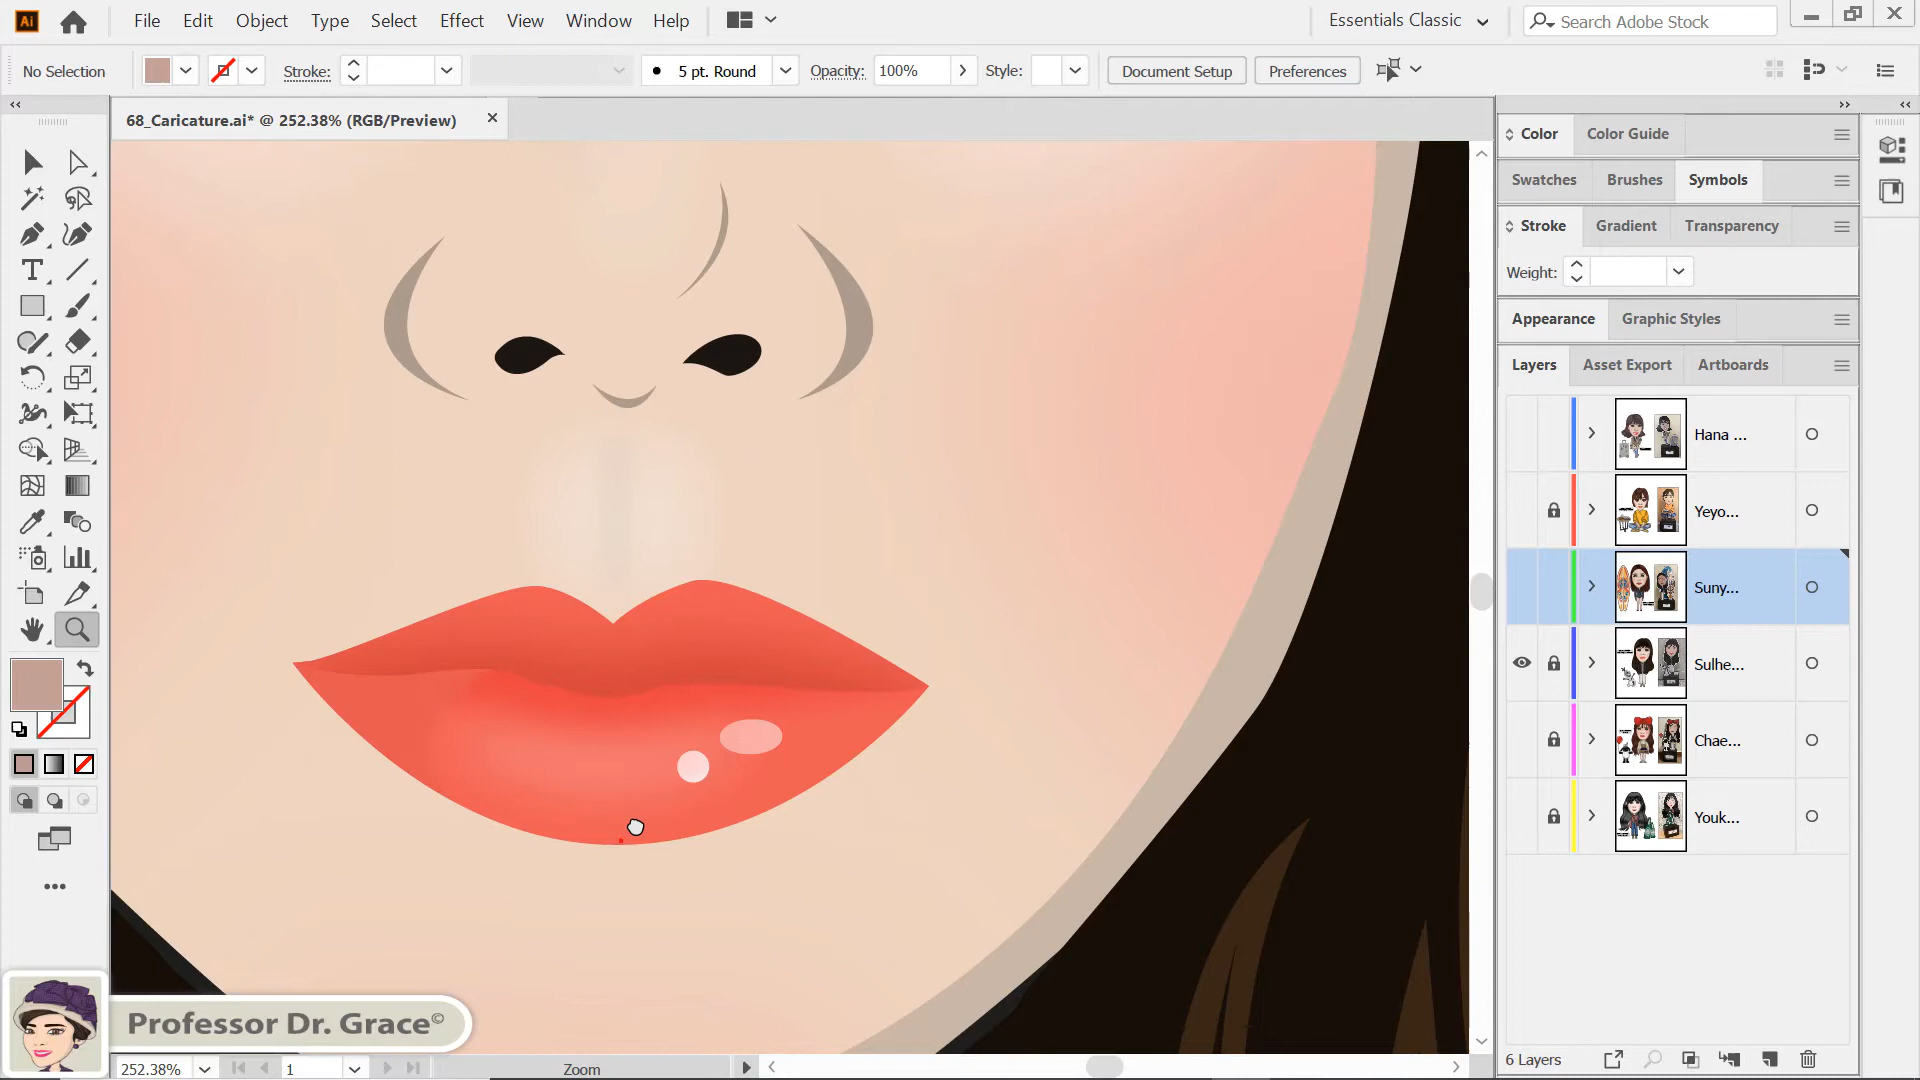 Ai File Edit Object Type Select Effect View Window Help Essentials Classic Search Adobe Stock
No Selection Stroke: 5 pt. Round Opacity: 100% Style: Document Setup Preferences
68_Caricature.ai* @ 252.38% (RGB/Preview)
Color Color Guide
Swatches Brushes Symbols
Stroke Gradient Transparency
Weight:
Appearance Graphic Styles
Layers Asset Export Artboards
Hana ...
Yeyo...
Suny...
Sulhe...
Chae...
Youk...
Professor Dr. Grace©
252.38% 1 Zoom
6 Layers